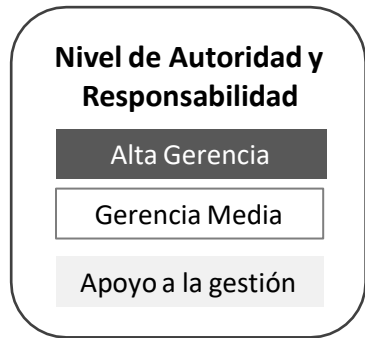 Nivel de Autoridad y
Responsabilidad
Alta Gerencia
Gerencia Media
Apoyo a la gestión